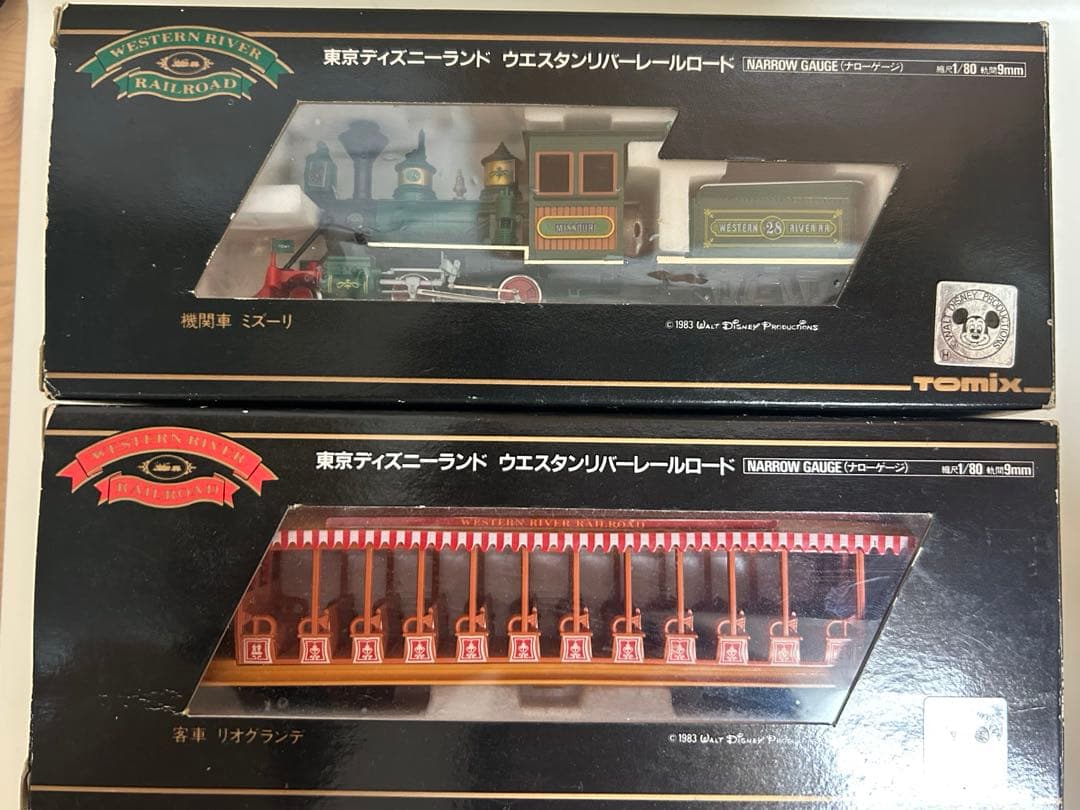 WESTERN RIVER
RAILROAD
東京ディズニーランド ウエスタンリバーレールロード NARROW GAUGE(ナローゲージ) 縮尺1/80 軌間9mm
MISSOURI
WESTERN 28 RIVER RR
機関車 ミズーリ
©1983 WALT DISNEY PRODUCTIONS
©WALT DISNEY PRODUCTIONS
H
TOMIX
WESTERN RIVER
RAILROAD
東京ディズニーランド ウエスタンリバーレールロード NARROW GAUGE(ナローゲージ) 縮尺1/80 軌間9mm
WESTERN RIVER RAILROAD
客車 リオグランデ
©1983 WALT DISNEY